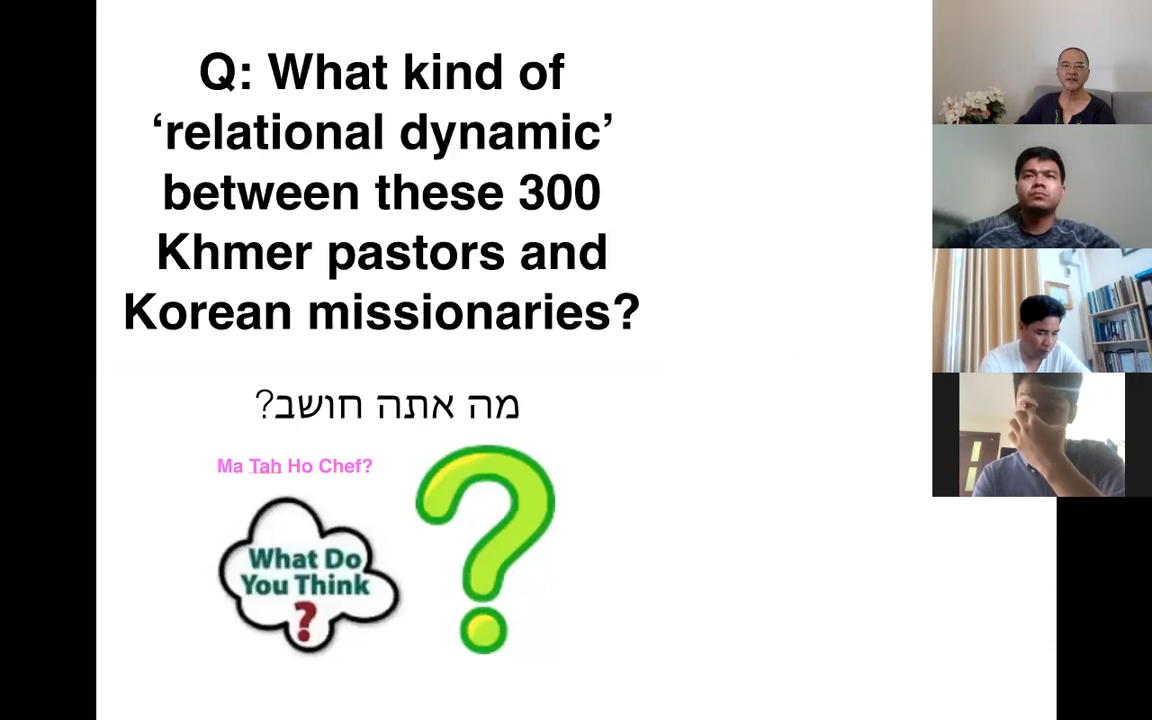 Q: What kind of
‘relational dynamic’
between these 300
Khmer pastors and
Korean missionaries?
מה אתה חושב?
Ma Tah Ho Chef?
What Do
You Think
?
?